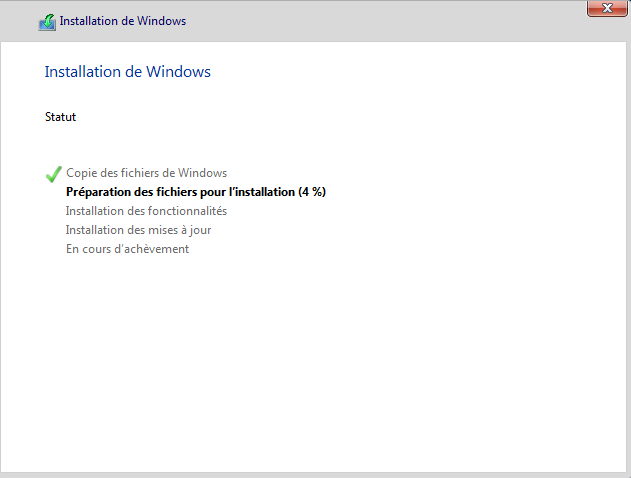 Installation de Windows
Installation de Windows
Statut
Copie des fichiers de Windows
Préparation des fichiers pour l'installation (4 %)
Installation des fonctionnalités
Installation des mises à jour
En cours d'achèvement